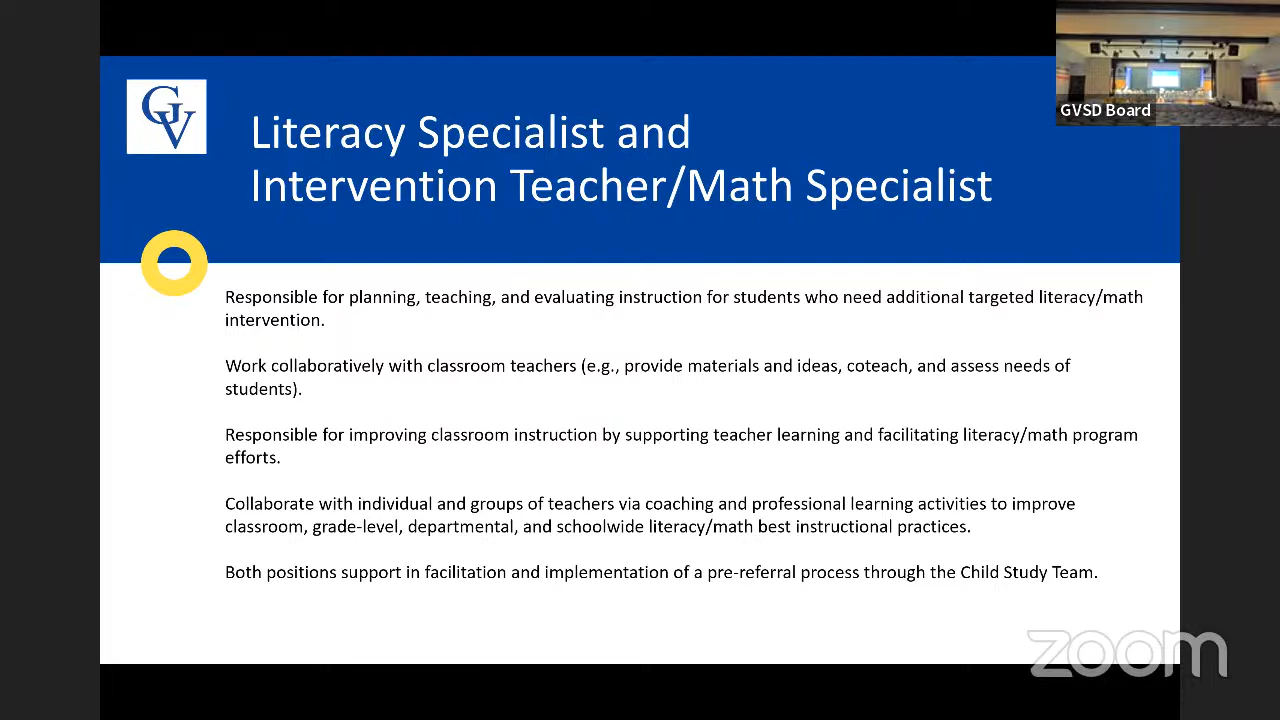 GV
Literacy Specialist and
Intervention Teacher/Math Specialist
GVSD Board
Responsible for planning, teaching, and evaluating instruction for students who need additional targeted literacy/math
intervention.
Work collaboratively with classroom teachers (e.g., provide materials and ideas, coteach, and assess needs of
students).
Responsible for improving classroom instruction by supporting teacher learning and facilitating literacy/math program
efforts.
Collaborate with individual and groups of teachers via coaching and professional learning activities to improve
classroom, grade-level, departmental, and schoolwide literacy/math best instructional practices.
Both positions support in facilitation and implementation of a pre-referral process through the Child Study Team.
zoom